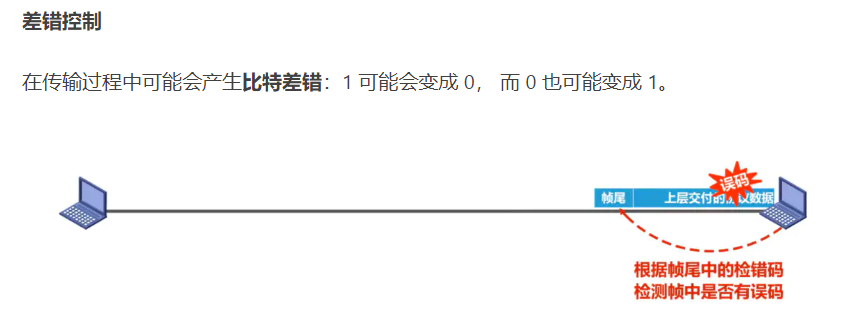 差错控制
在传输过程中可能会产生比特差错：1 可能会变成 0， 而 0 也可能变成 1。
误码
帧尾 上层交付的协议数据
根据帧尾中的检错码
检测帧中是否有误码